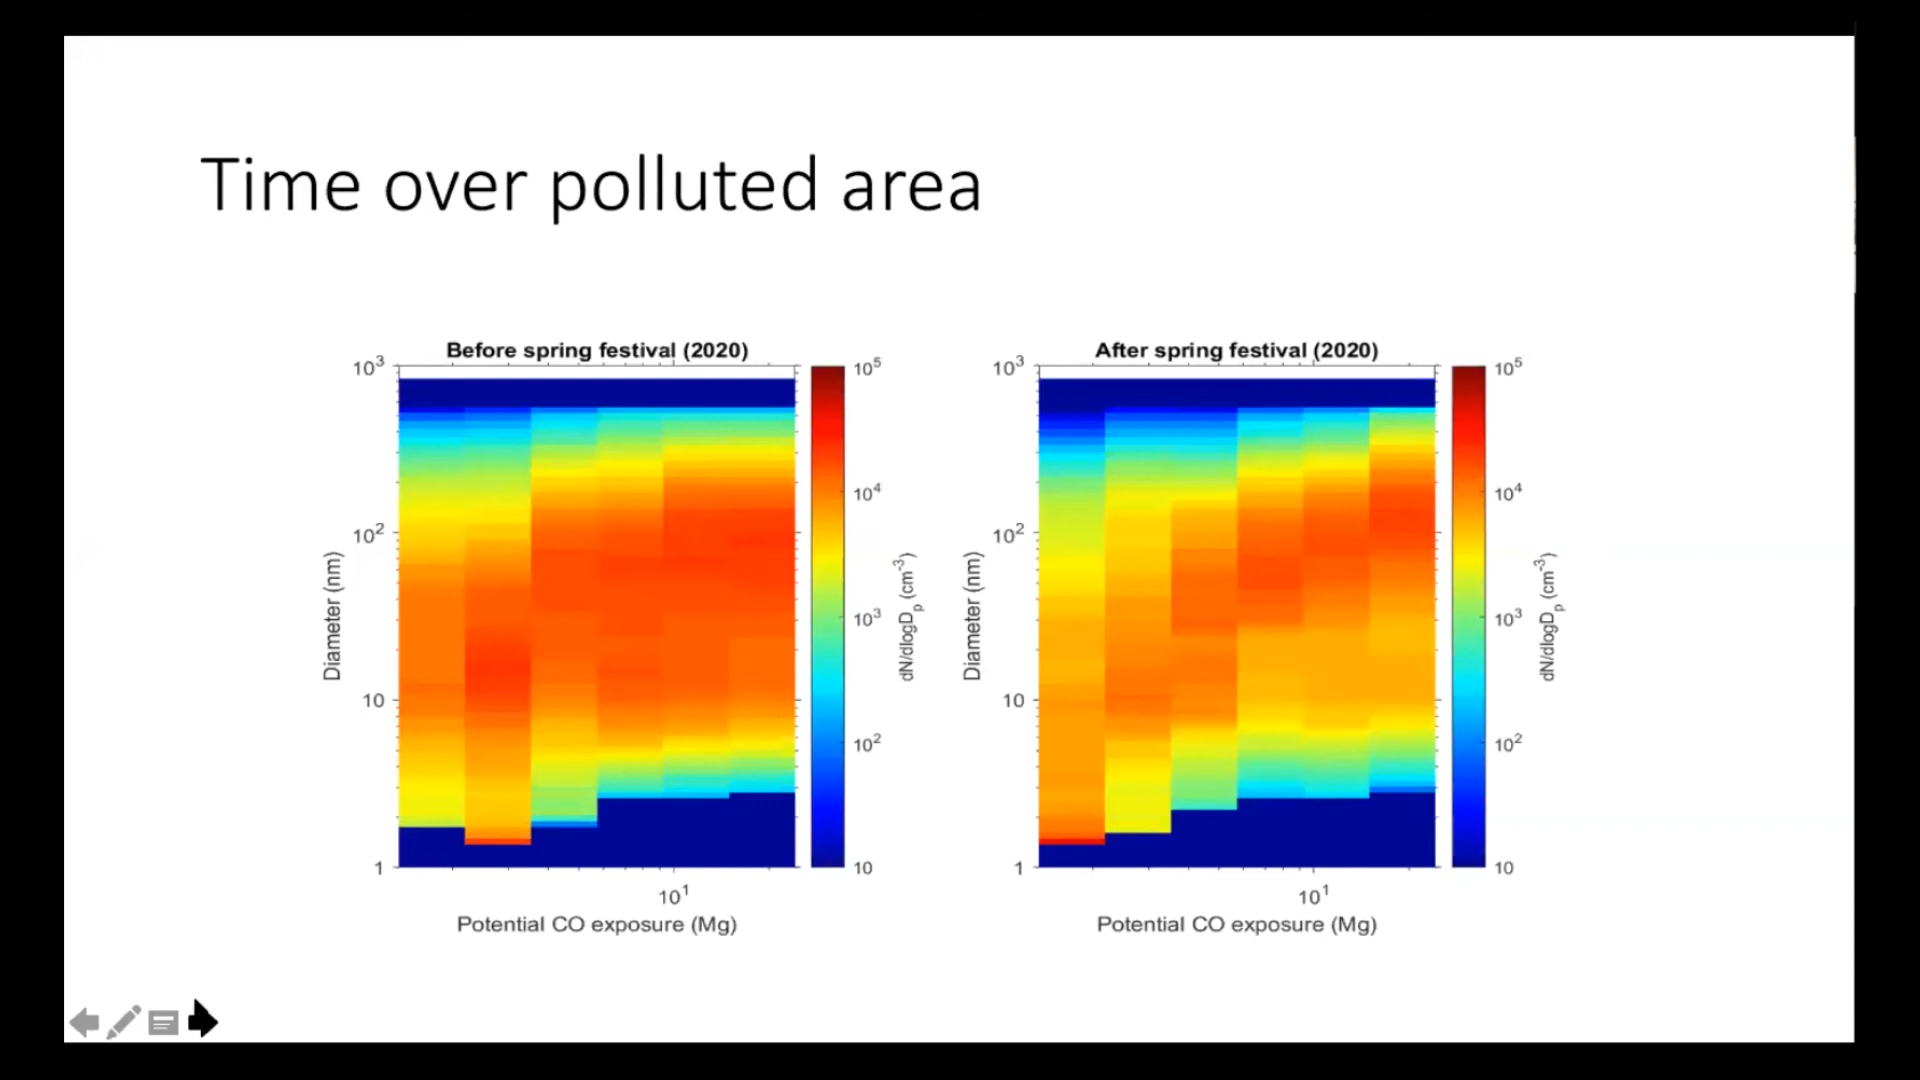 Time over polluted area
Before spring festival (2020)
10³
10²
10
1
Diameter (nm)
10¹
Potential CO exposure (Mg)
10⁵
10⁴
10³
10²
10
dN/dlogDₚ (cm⁻³)
After spring festival (2020)
10³
10²
10
1
Diameter (nm)
10¹
Potential CO exposure (Mg)
10⁵
10⁴
10³
10²
10
dN/dlogDₚ (cm⁻³)